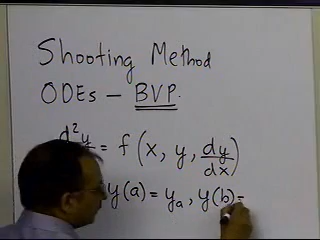 Shooting Method
ODEs – BVP.
d²y = f(x, y, dy/dx)
y(a) = yₐ, y(b) =